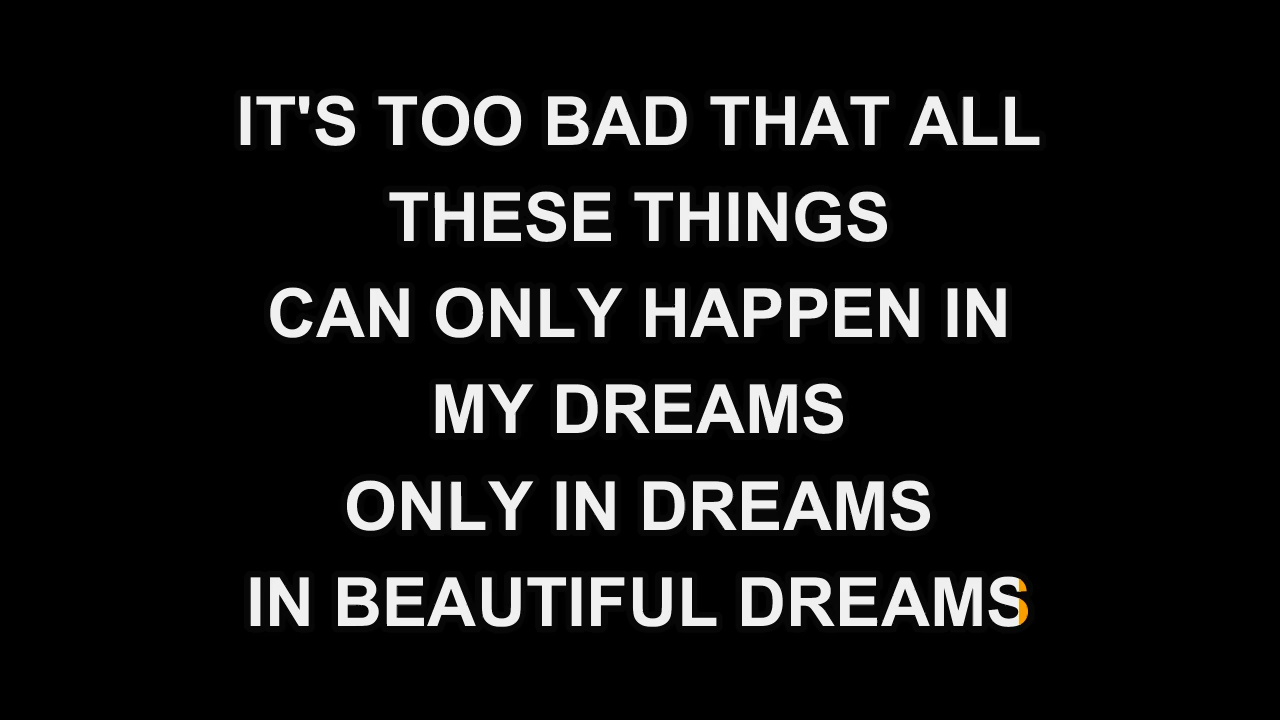 IT'S TOO BAD THAT ALL
THESE THINGS
CAN ONLY HAPPEN IN
MY DREAMS
ONLY IN DREAMS
IN BEAUTIFUL DREAMS